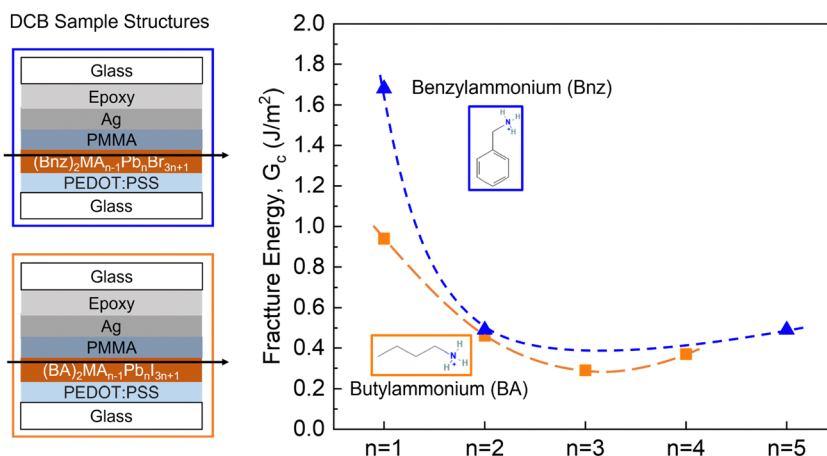 DCB Sample Structures
Glass
Epoxy
Ag
PMMA
(Bnz)₂MAₙ₋₁PbₙBr₃ₙ₊₁
PEDOT:PSS
Glass
Glass
Epoxy
Ag
PMMA
(BA)₂MAₙ₋₁PbₙI₃ₙ₊₁
PEDOT:PSS
Glass
Fractture Energy, G_c (J/m²)
2.0
1.8
1.6
1.4
1.2
1.0
0.8
0.6
0.4
0.2
0.0
n=1
n=2
n=3
n=4
n=5
Benzylammonium (Bnz)
H
H
N
+
H
H
N
H
+
H
Butylammonium (BA)